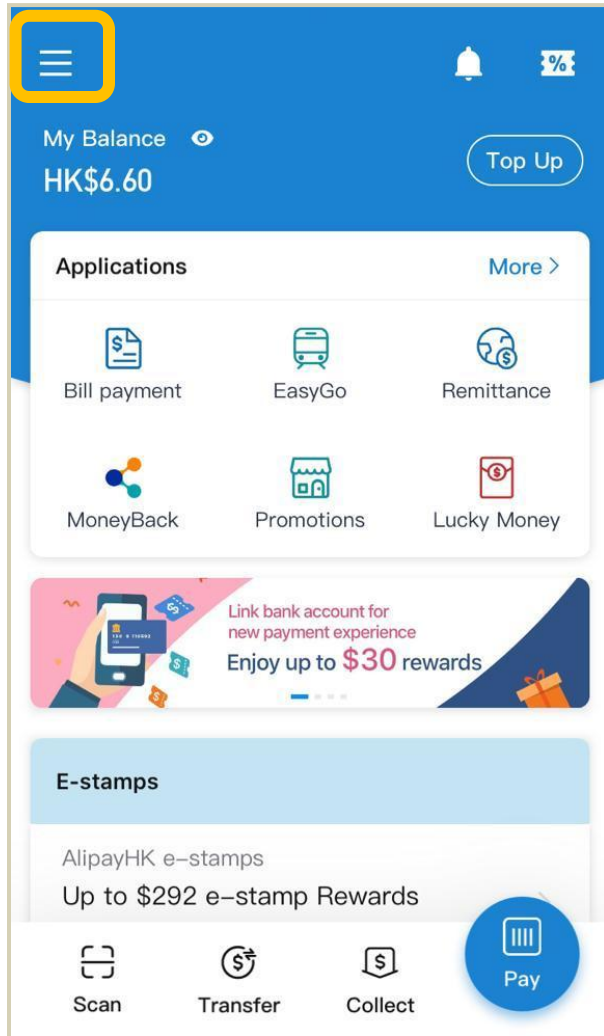 My Balance
HK$6.60
Top Up
Applications
More >
Bill payment
EasyGo
Remittance
MoneyBack
Promotions
Lucky Money
Link bank account for
new payment experience
Enjoy up to $30 rewards
E-stamps
AlipayHK e-stamps
Up to $292 e-stamp Rewards
Scan
Transfer
Collect
Pay